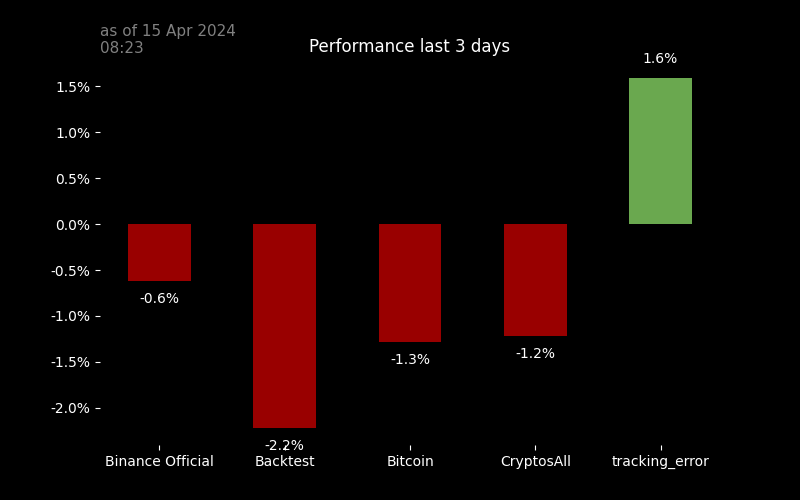 as of 15 Apr 2024
08:23
Performance last 3 days
1.6%
1.5%
1.0%
0.5%
0.0%
-0.5%
-1.0%
-1.5%
-2.0%
-0.6%
-2.2%
-1.3%
-1.2%
Binance Official
Backtest
Bitcoin
CryptosAll
tracking_error